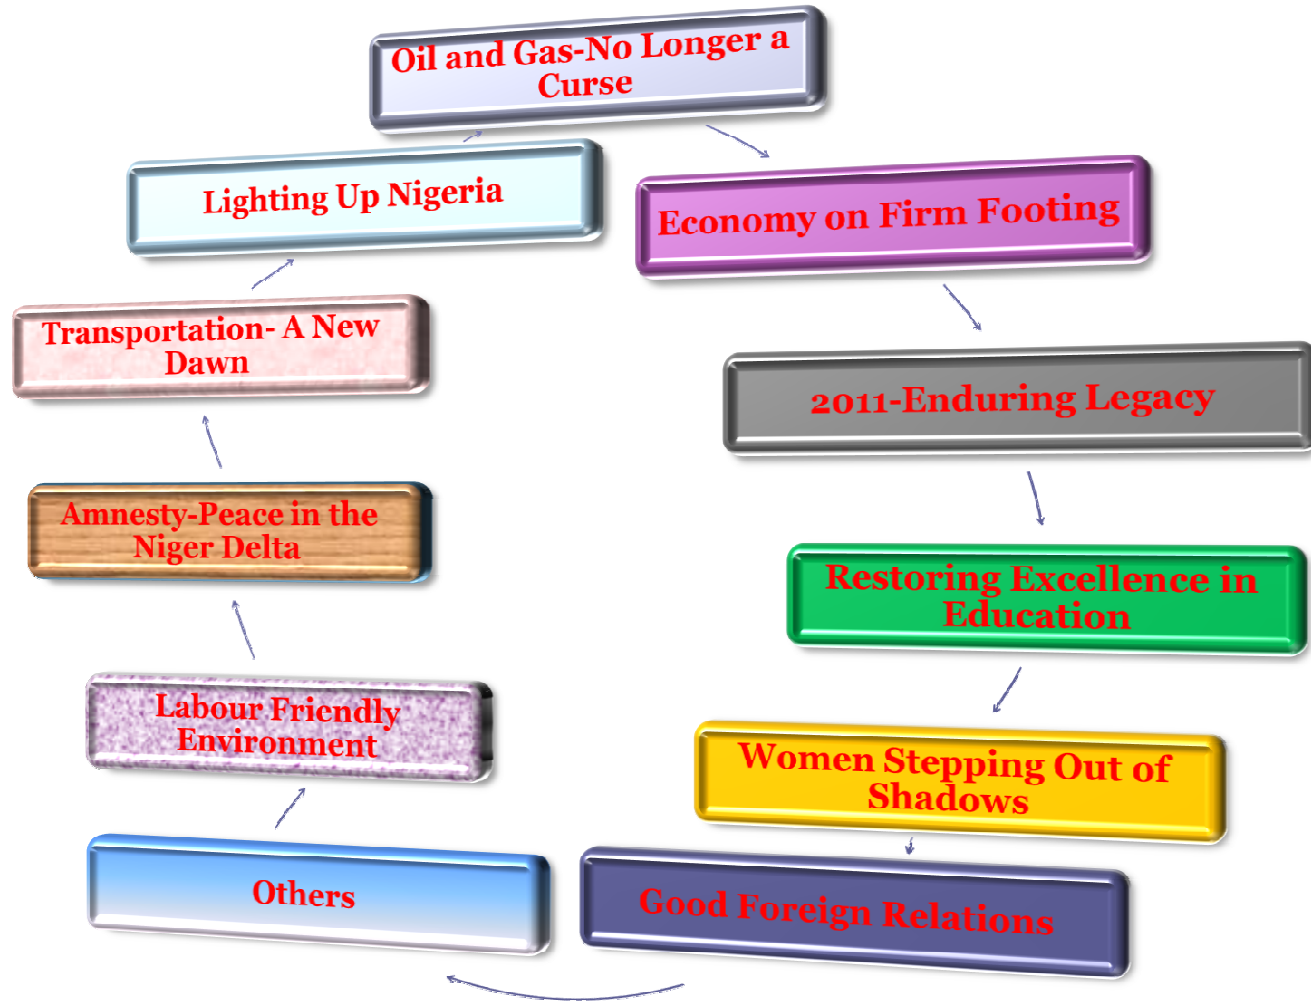 Oil and Gas-No Longer a
Curse
Economy on Firm Footing
2011-Enduring Legacy
Restoring Excellence in
Education
Women Stepping Out of
Shadows
Good Foreign Relations
Others
Labour Friendly
Environment
Amnesty-Peace in the
Niger Delta
Transportation- A New
Dawn
Lighting Up Nigeria